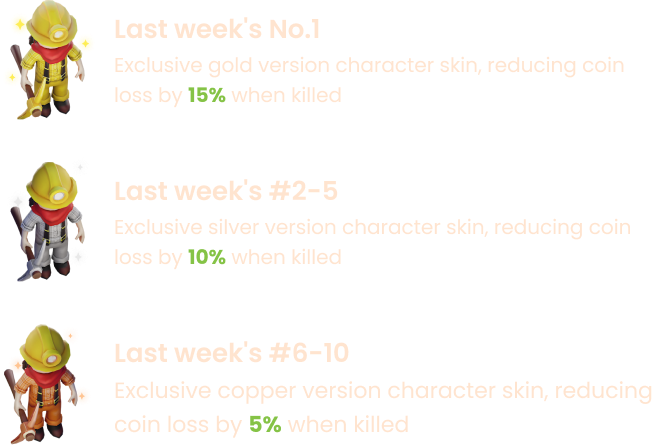 Last week's No.1
Exclusive gold version character skin, reducing coin
loss by 15% when killed
Last week's #2-5
Exclusive silver version character skin, reducing coin
loss by 10% when killed
Last week's #6-10
Exclusive copper version character skin, reducing
coin loss by 5% when killed